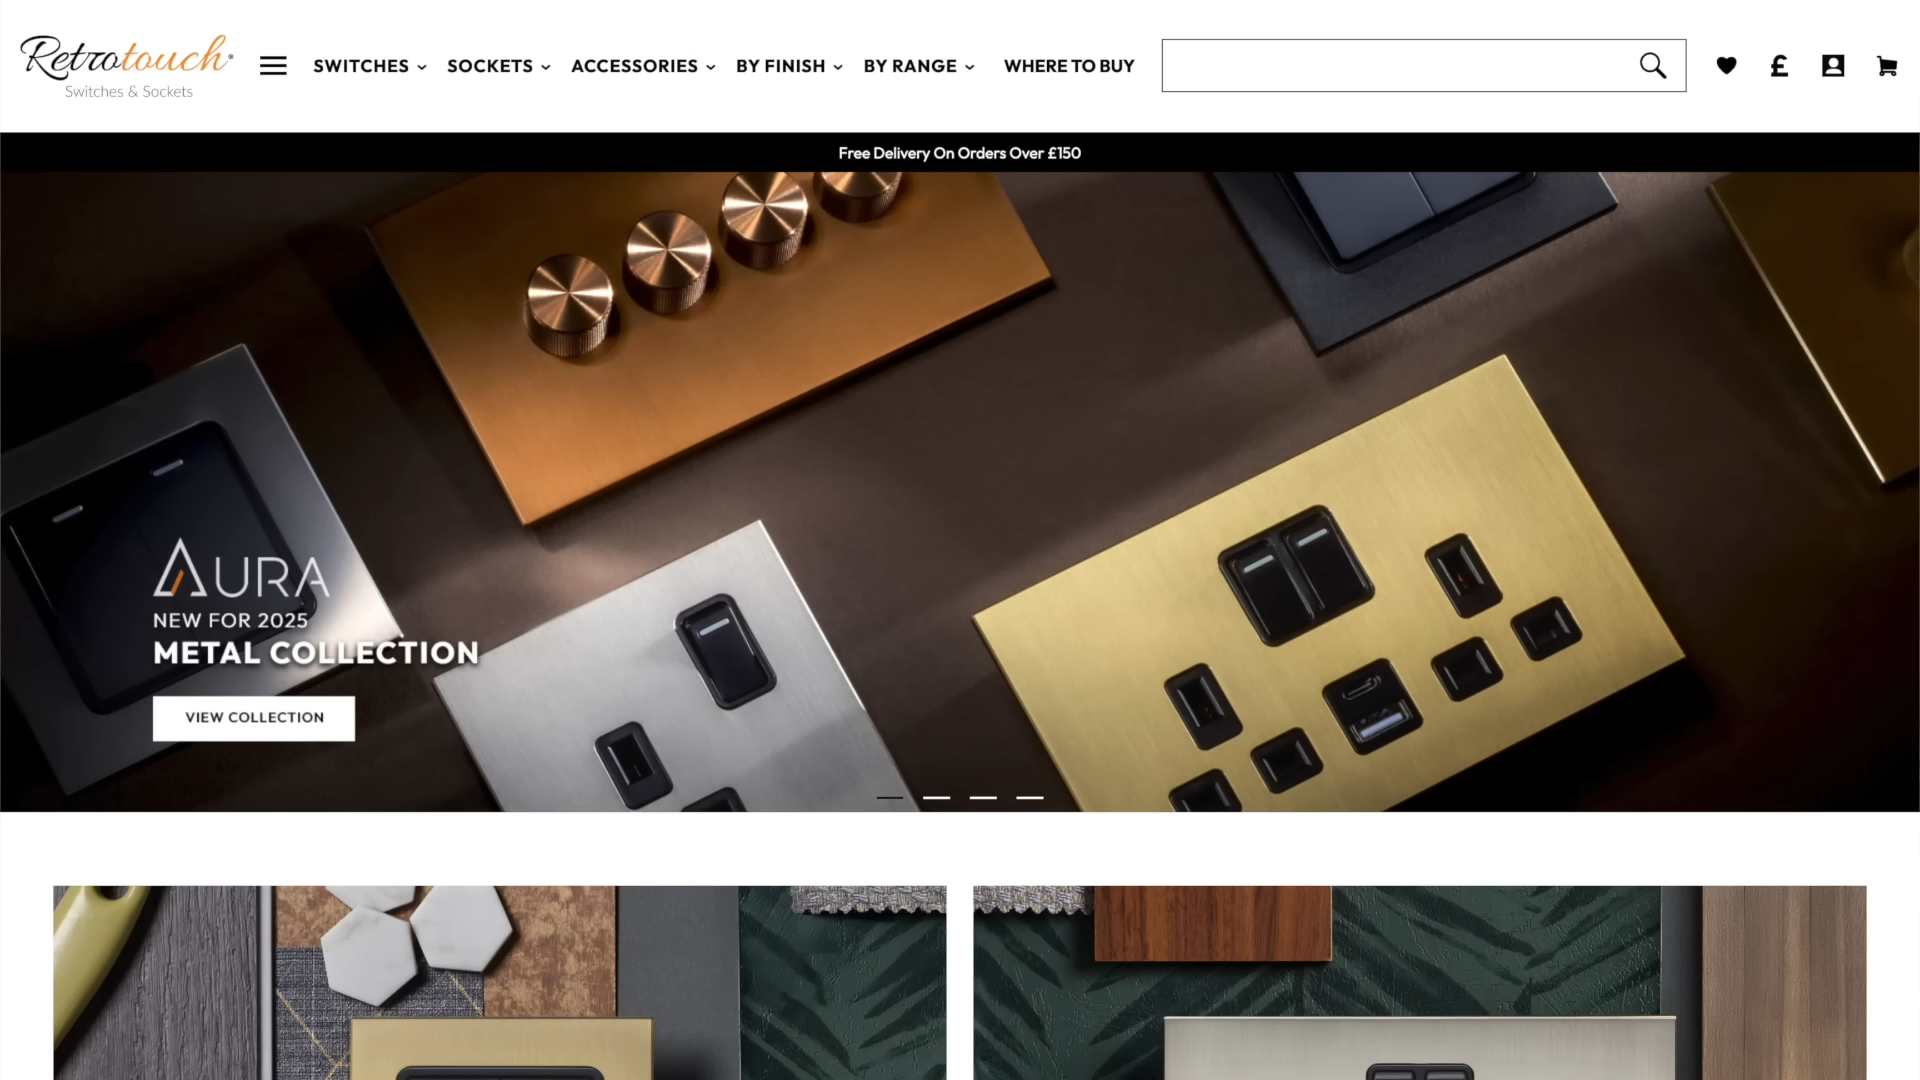 Retrotouch®
Switches & Sockets
SWITCHES
SOCKETS
ACCESSORIES
BY FINISH
BY RANGE
WHERE TO BUY
£
Free Delivery On Orders Over £150
AURA
NEW FOR 2025
METAL COLLECTION
VIEW COLLECTION